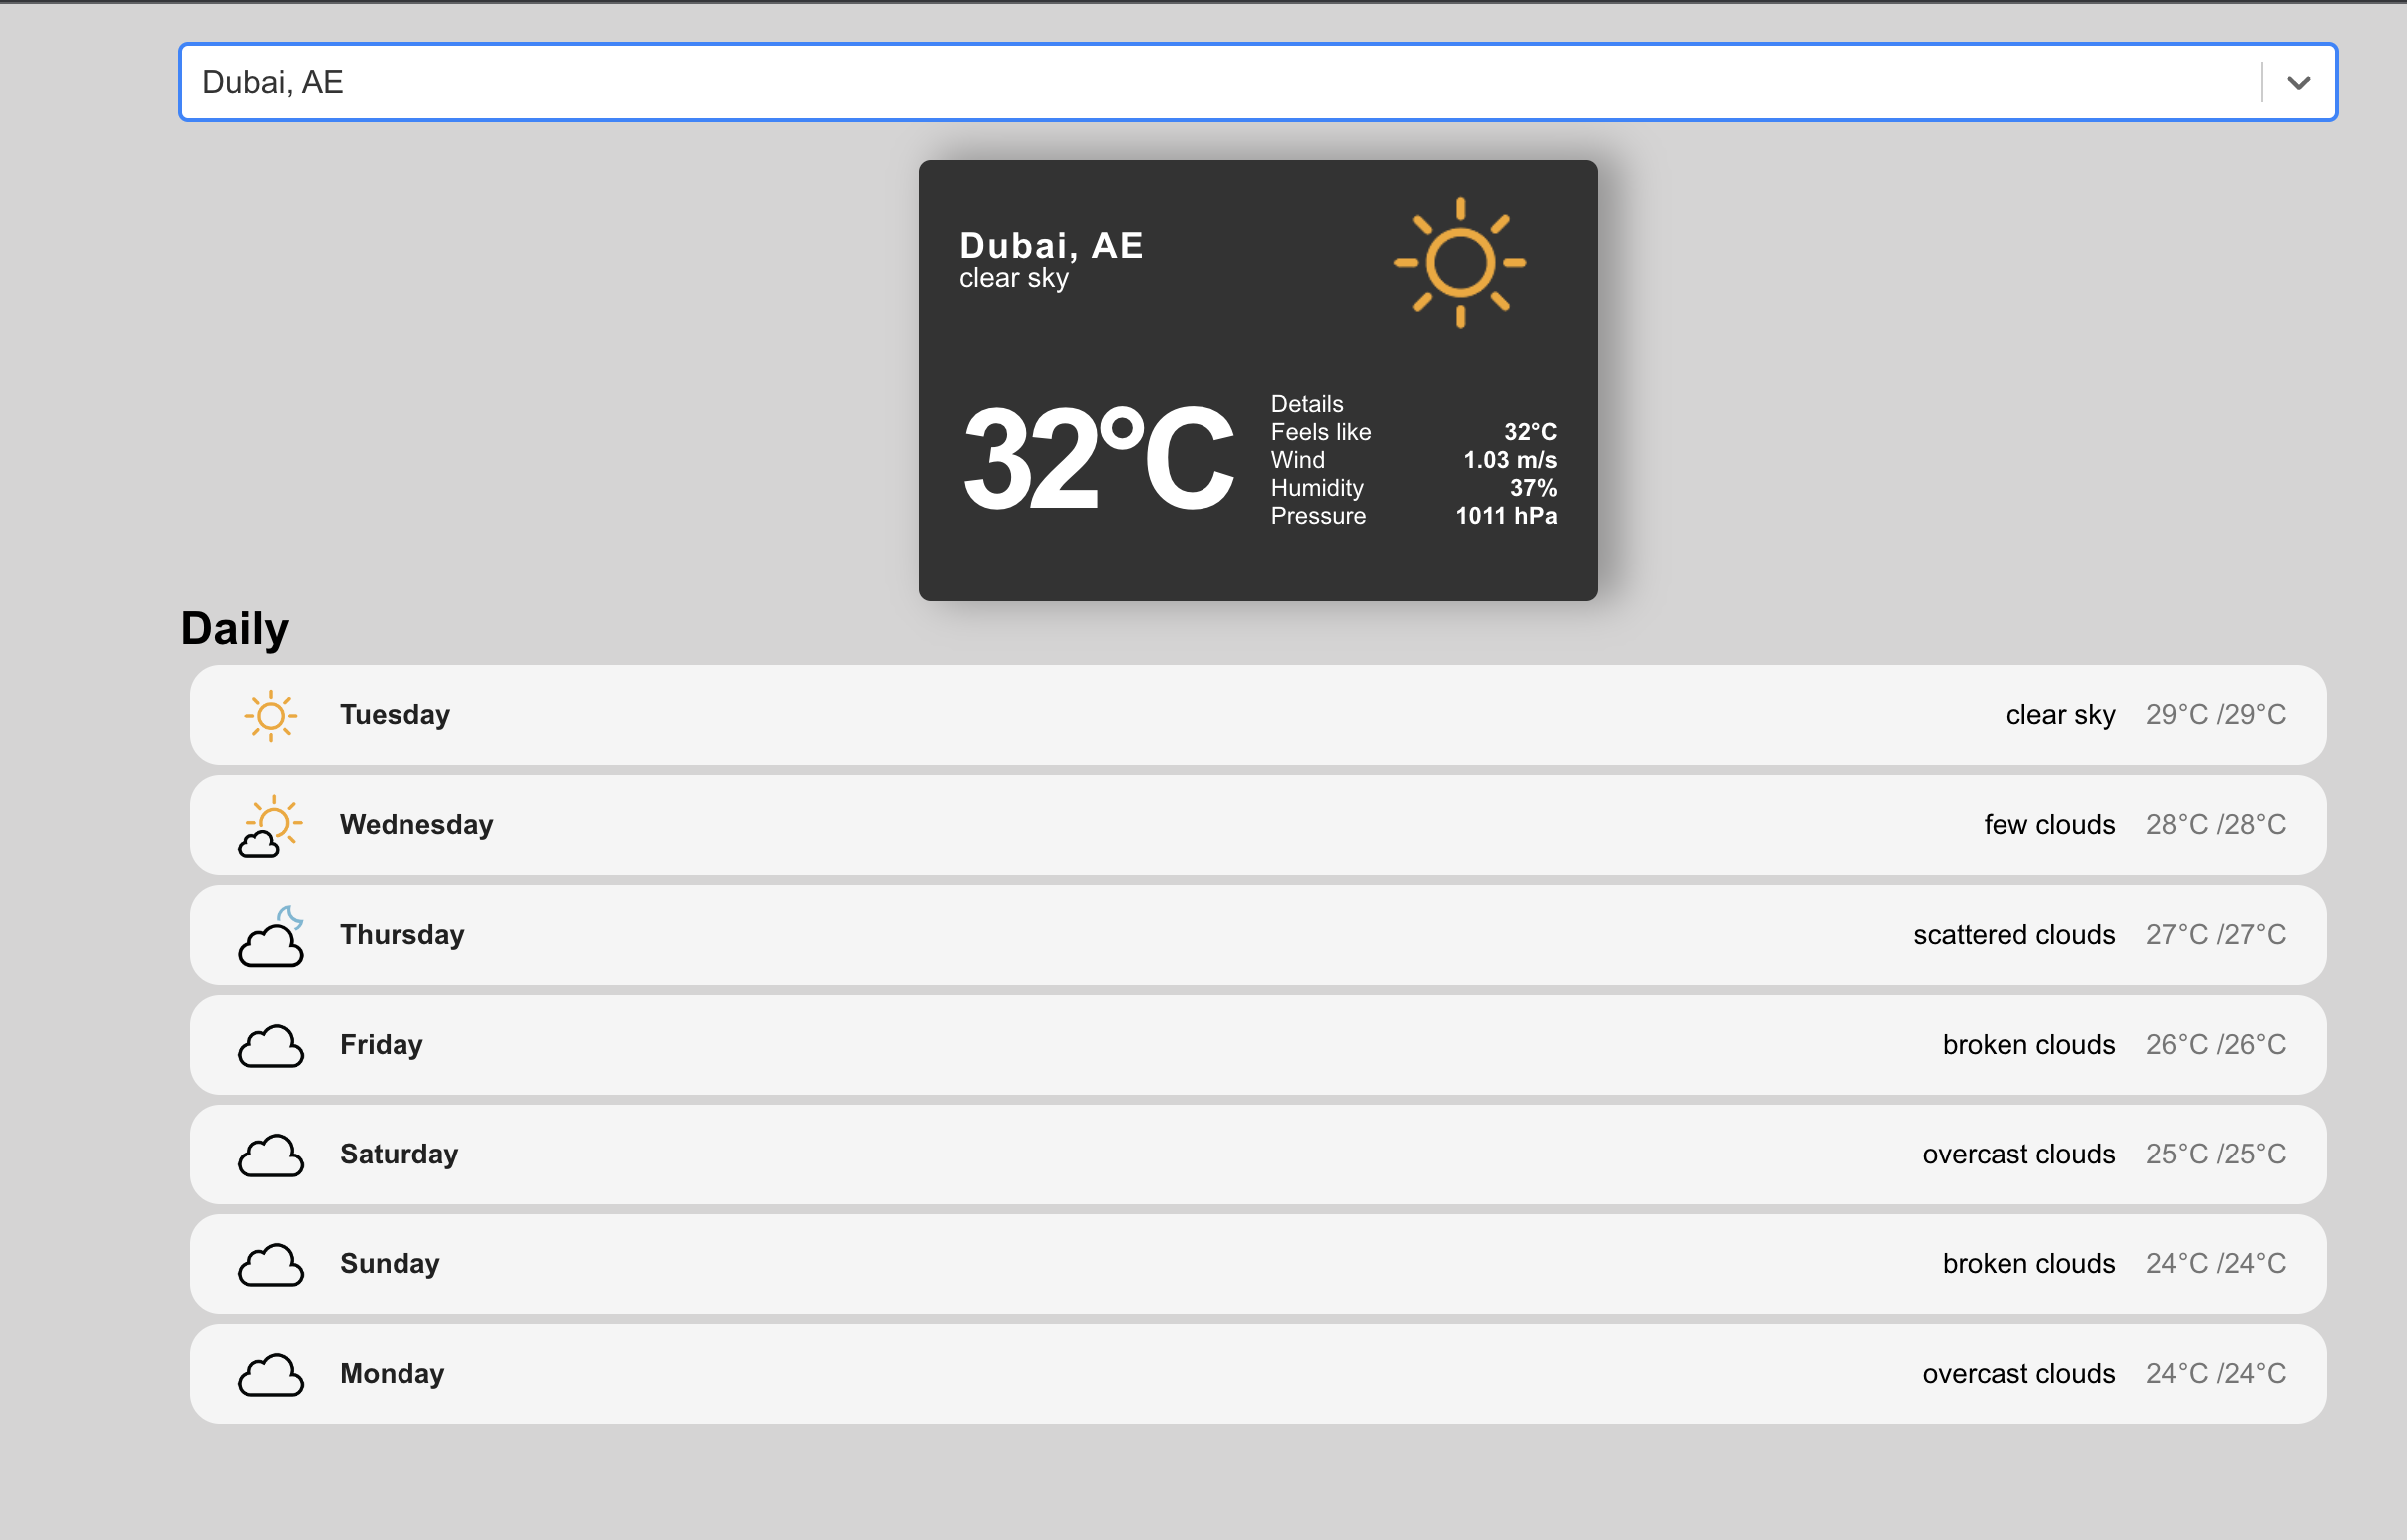 Dubai, AE
Dubai, AE
clear sky
32°C
Details
Feels like 32°C
Wind 1.03 m/s
Humidity 37%
Pressure 1011 hPa
Daily
Tuesday clear sky 29°C /29°C
Wednesday few clouds 28°C /28°C
Thursday scattered clouds 27°C /27°C
Friday broken clouds 26°C /26°C
Saturday overcast clouds 25°C /25°C
Sunday broken clouds 24°C /24°C
Monday overcast clouds 24°C /24°C